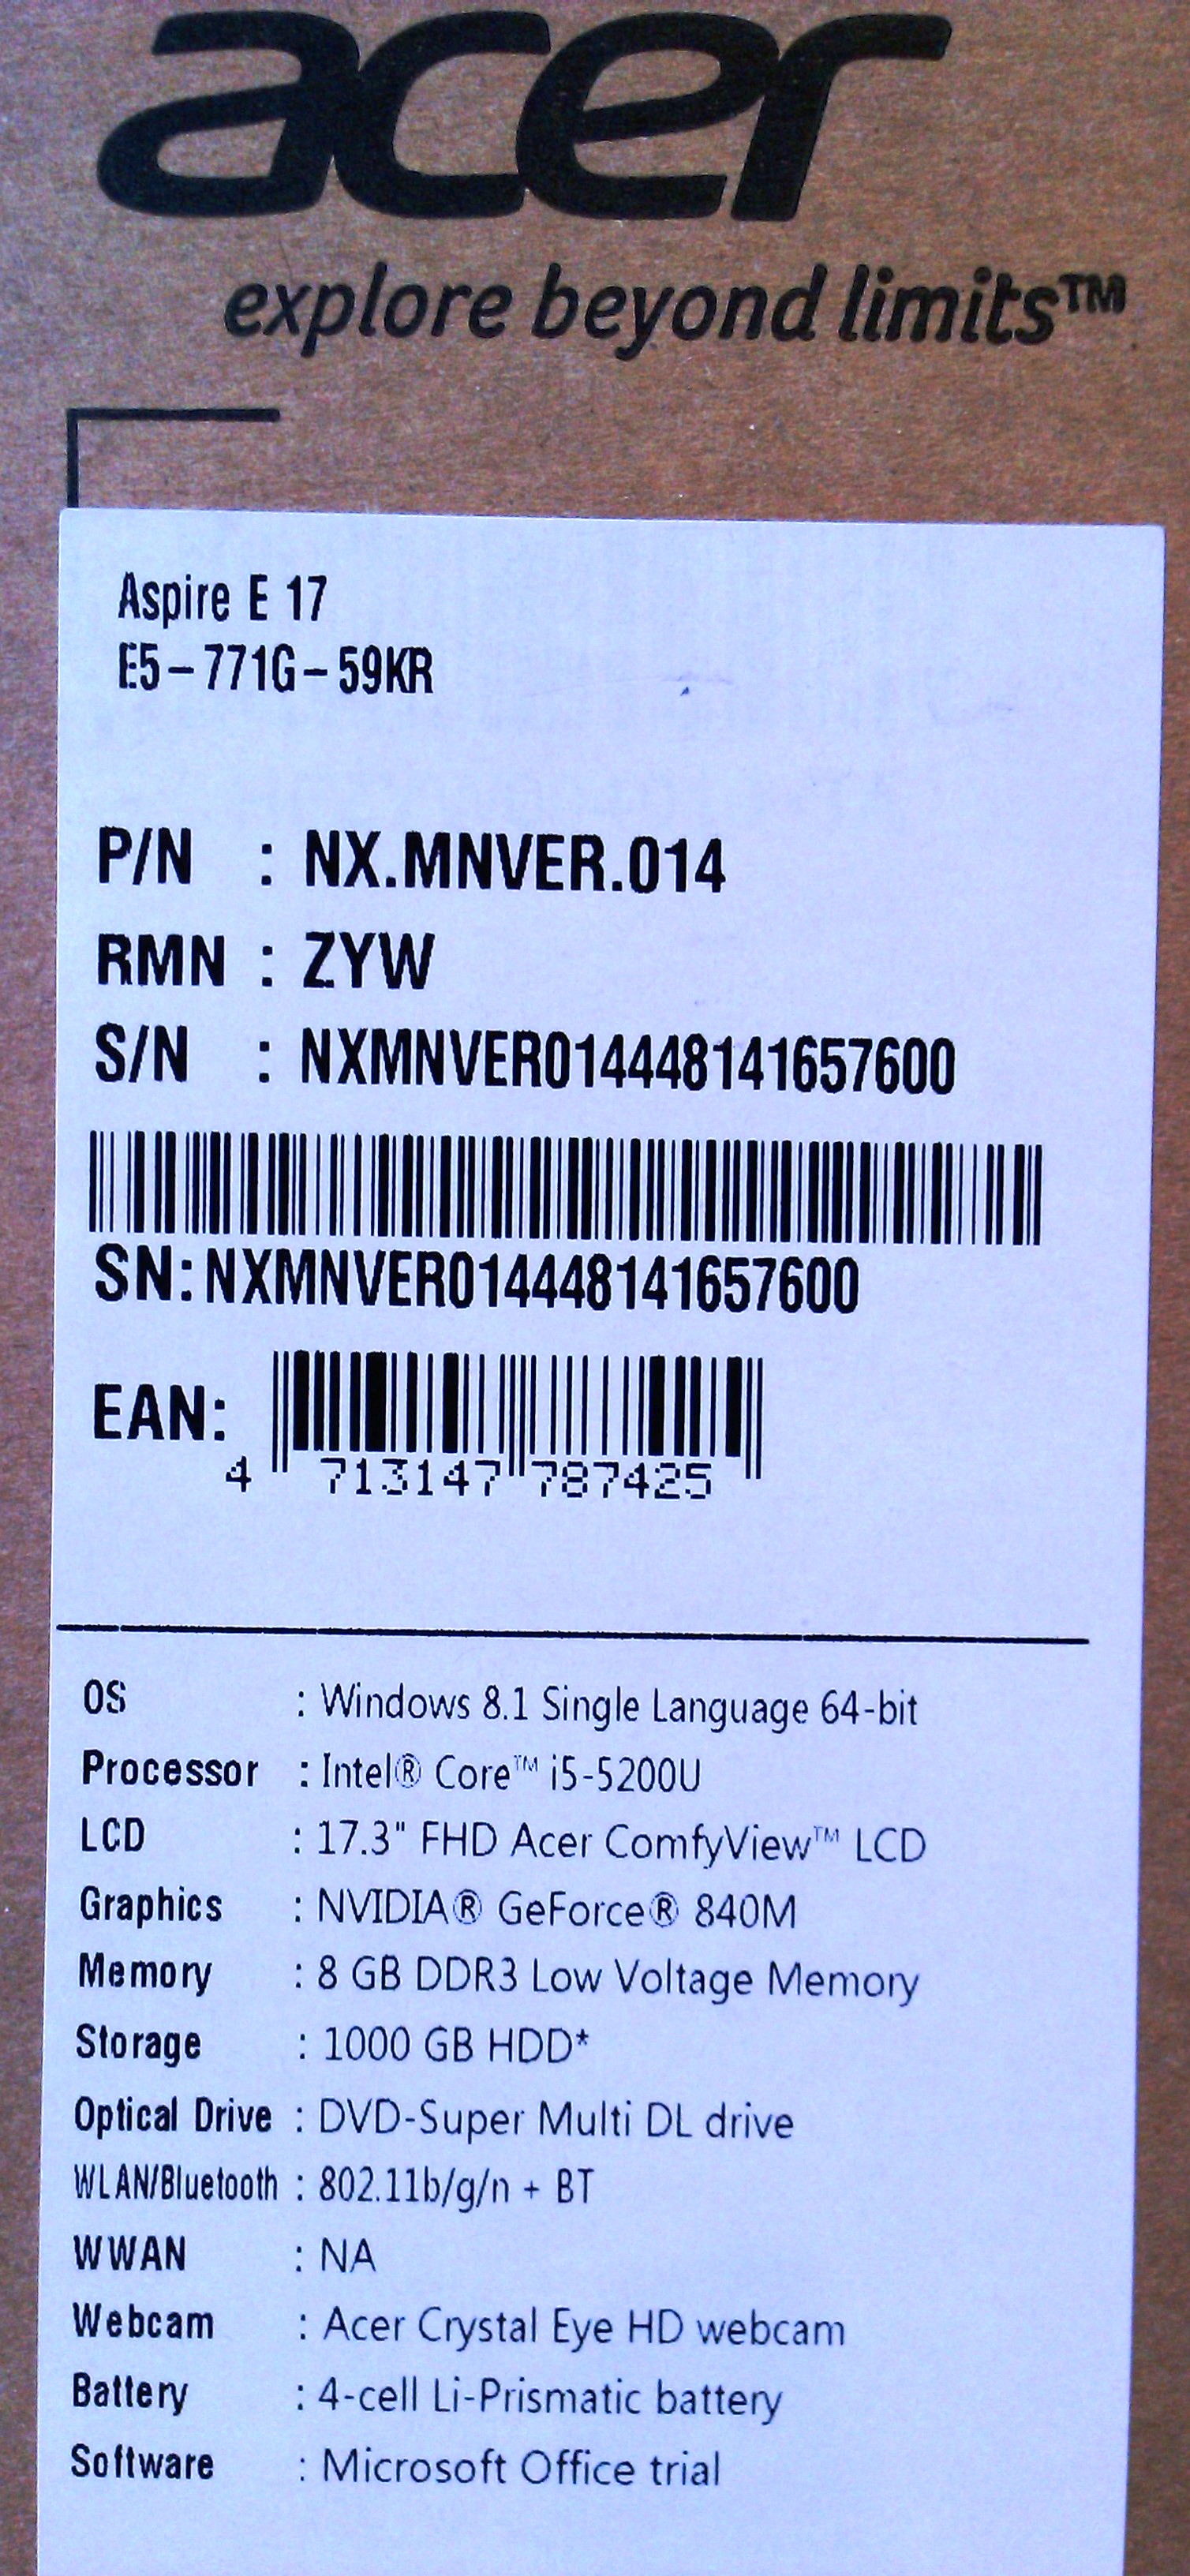 acer
explore beyond limits™
Aspire E 17
E5-771G-59KR
P/N : NX.MNVER.014
RMN : ZYW
S/N : NXMNVER014448141657600
SN:NXMNVER014448141657600
EAN:
4 713147 787425
OS : Windows 8.1 Single Language 64-bit
Processor : Intel® Core™ i5-5200U
LCD : 17.3" FHD Acer ComfyView™ LCD
Graphics : NVIDIA® GeForce® 840M
Memory : 8 GB DDR3 Low Voltage Memory
Storage : 1000 GB HDD*
Optical Drive : DVD-Super Multi DL drive
WLAN/Bluetooth : 802.11b/g/n + BT
WWAN : NA
Webcam : Acer Crystal Eye HD webcam
Battery : 4-cell Li-Prismatic battery
Software : Microsoft Office trial